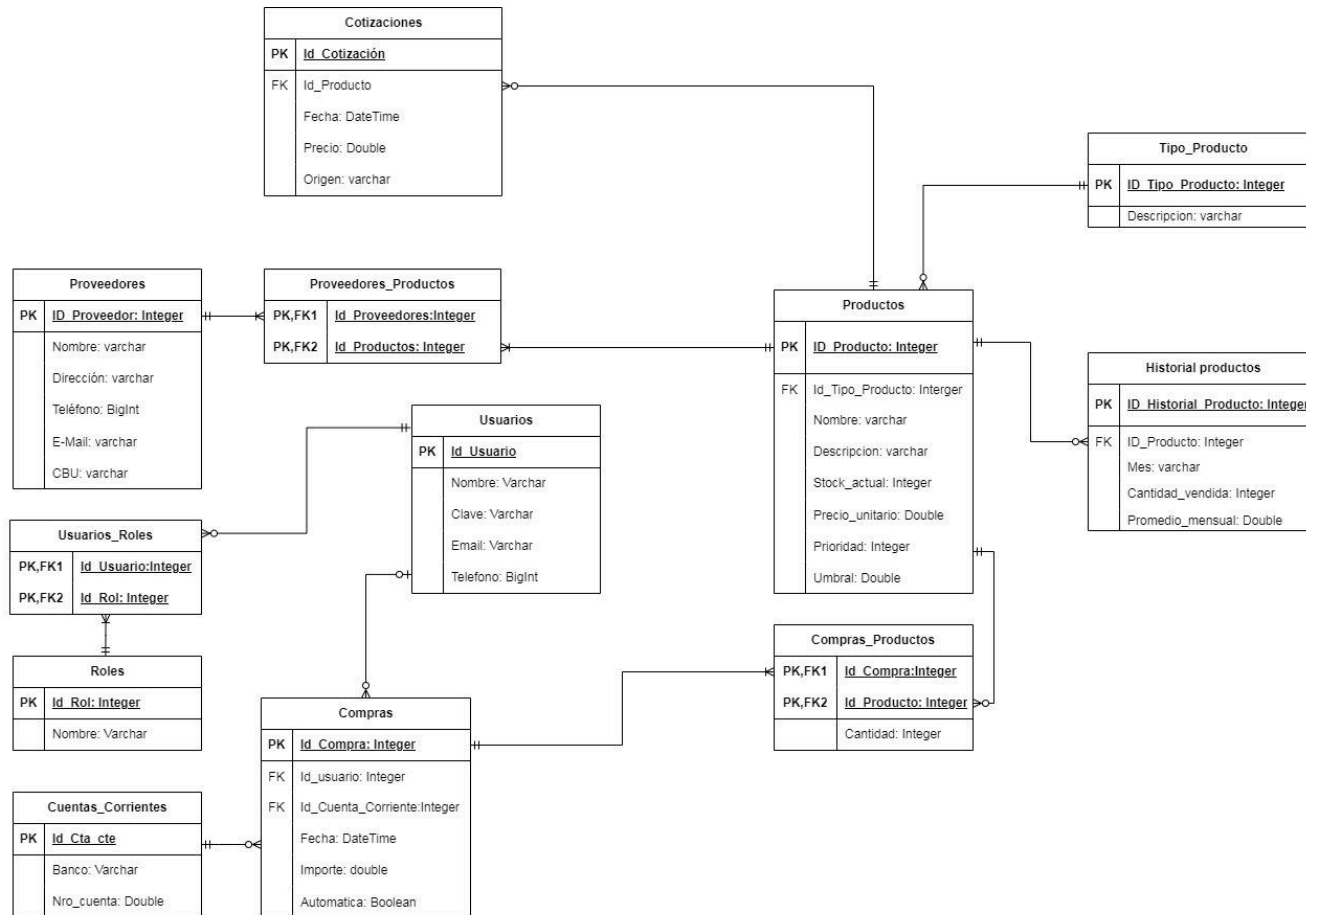 Cotizaciones
PK Id_Cotización
FK Id_Producto
Fecha: DateTime
Precio: Double
Origen: varchar
Tipo_Producto
PK ID_Tipo_Producto: Integer
Descripcion: varchar
Proveedores
PK ID_Proveedor: Integer
Nombre: varchar
Dirección: varchar
Teléfono: BigInt
E-Mail: varchar
CBU: varchar
Proveedores_Productos
PK,FK1 Id_Proveedores:Integer
PK,FK2 Id_Productos: Integer
Productos
PK ID_Producto: Integer
FK Id_Tipo_Producto: Interger
Nombre: varchar
Descripcion: varchar
Stock_actual: Integer
Precio_unitario: Double
Prioridad: Integer
Umbral: Double
Historial productos
PK ID_Historial_Producto: Integer
FK ID_Producto: Integer
Mes: varchar
Cantidad_vendida: Integer
Promedio_mensual: Double
Usuarios
PK Id_Usuario
Nombre: Varchar
Clave: Varchar
Email: Varchar
Telefono: BigInt
Usuarios_Roles
PK,FK1 Id_Usuario:Integer
PK,FK2 Id_Rol: Integer
Roles
PK Id_Rol: Integer
Nombre: Varchar
Compras_Productos
PK,FK1 Id_Compra:Integer
PK,FK2 Id_Producto: Integer
Cantidad: Integer
Compras
PK Id_Compra: Integer
FK Id_usuario: Integer
FK Id_Cuenta_Corriente:Integer
Fecha: DateTime
Importe: double
Automatica: Boolean
Cuentas_Corrientes
PK Id_Cta_cte
Banco: Varchar
Nro_cuenta: Double